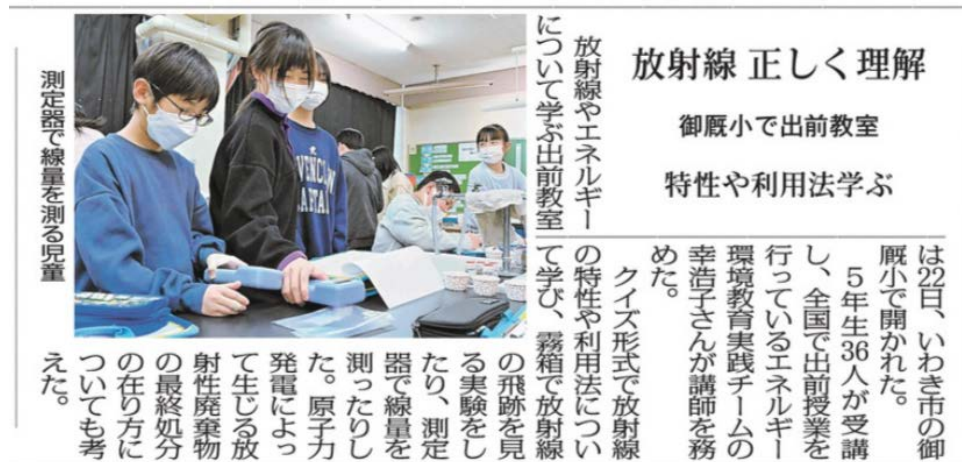 放射線 正しく理解
御厩小で出前教室
特性や利用法学ぶ
放射線やエネルギー
について学ぶ出前教室
は22日、いわき市の御
厩小で開かれた。
５年生36人が受講
し、全国で出前授業を
行っているエネルギー
環境教育実践チームの
幸浩子さんが講師を務
めた。
クイズ形式で放射線
の特性や利用法につい
て学び、霧箱で放射線
の飛跡を見
る実験をし
たり、測定
器で線量を
測ったりし
た。原子力
発電によっ
て生じる放
射性廃棄物
の最終処分
の在り方に
ついても考
えた。
測定器で線量を測る児童